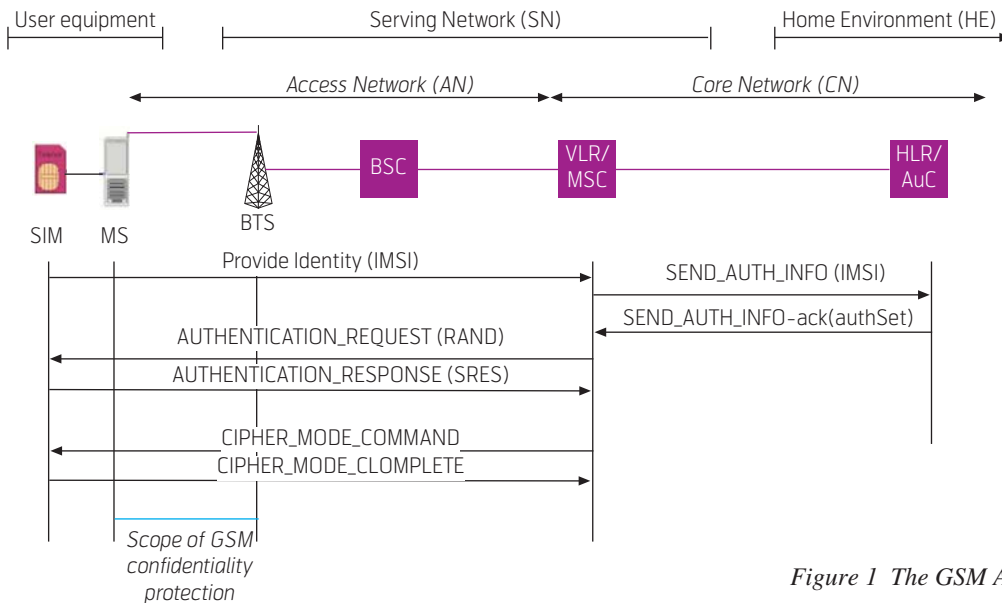 User equipment
Serving Network (SN)
Home Environment (HE)
Access Network (AN)
Core Network (CN)
BSC
VLR/
MSC
HLR/
AuC
BTS
SIM
MS
Provide Identity (IMSI)
SEND_AUTH_INFO (IMSI)
SEND_AUTH_INFO-ack(authSet)
AUTHENTICATION_REQUEST (RAND)
AUTHENTICATION_RESPONSE (SRES)
CIPHER_MODE_COMMAND
CIPHER_MODE_CLOMPLETE
Scope of GSM
confidentiality
protection
Figure 1 The GSM A